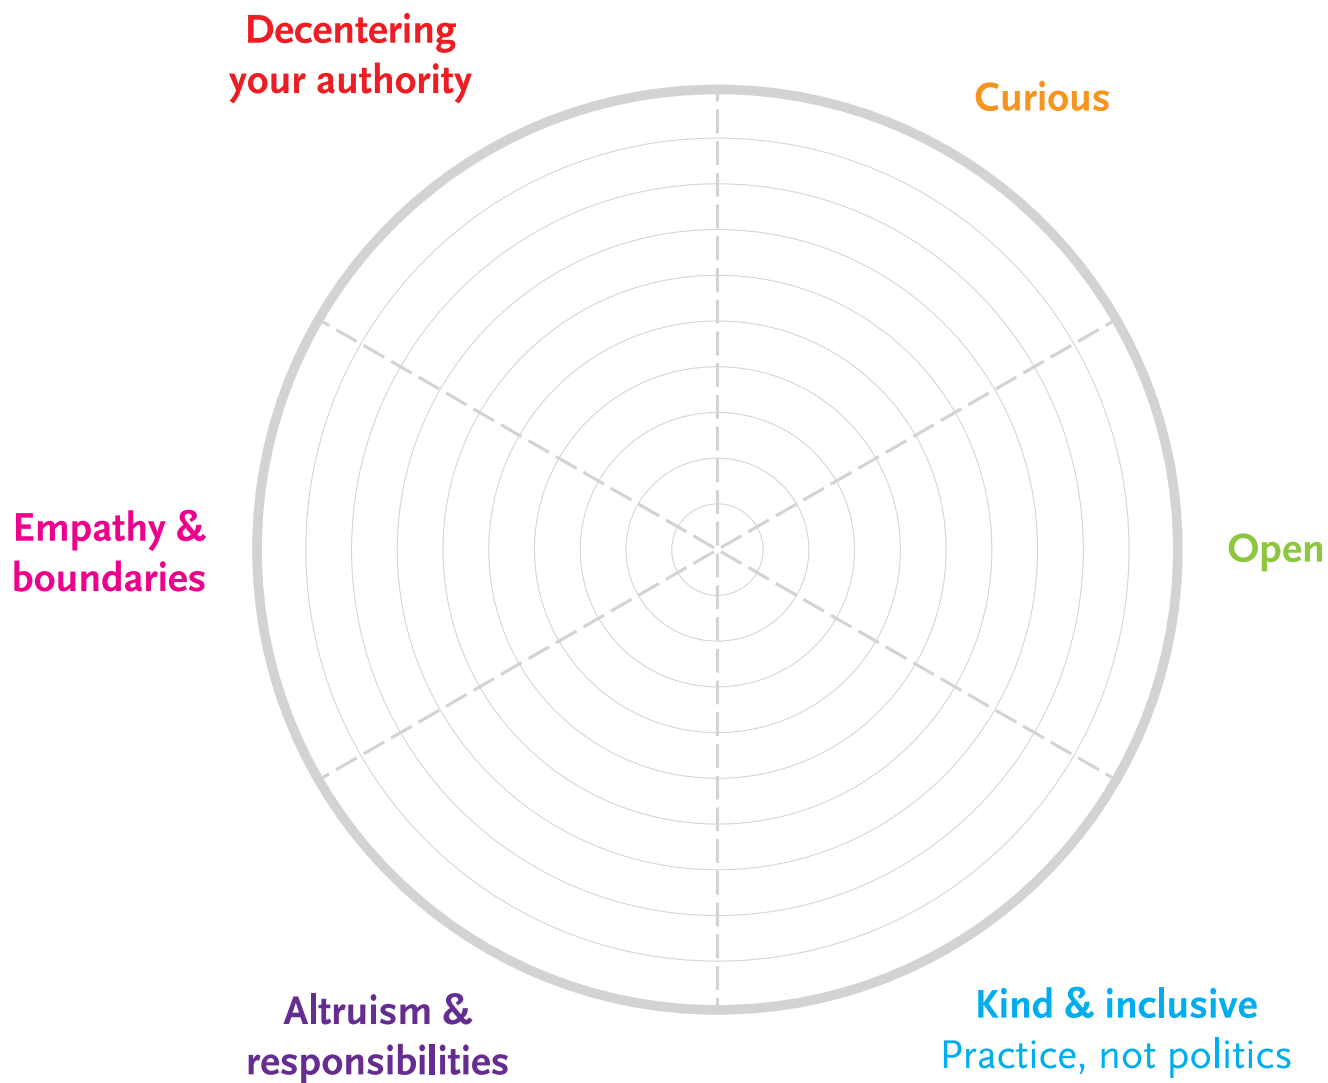 Decentering
your authority
Curious
Empathy &
boundaries
Open
Altruism &
responsibilities
Kind & inclusive
Practice, not politics